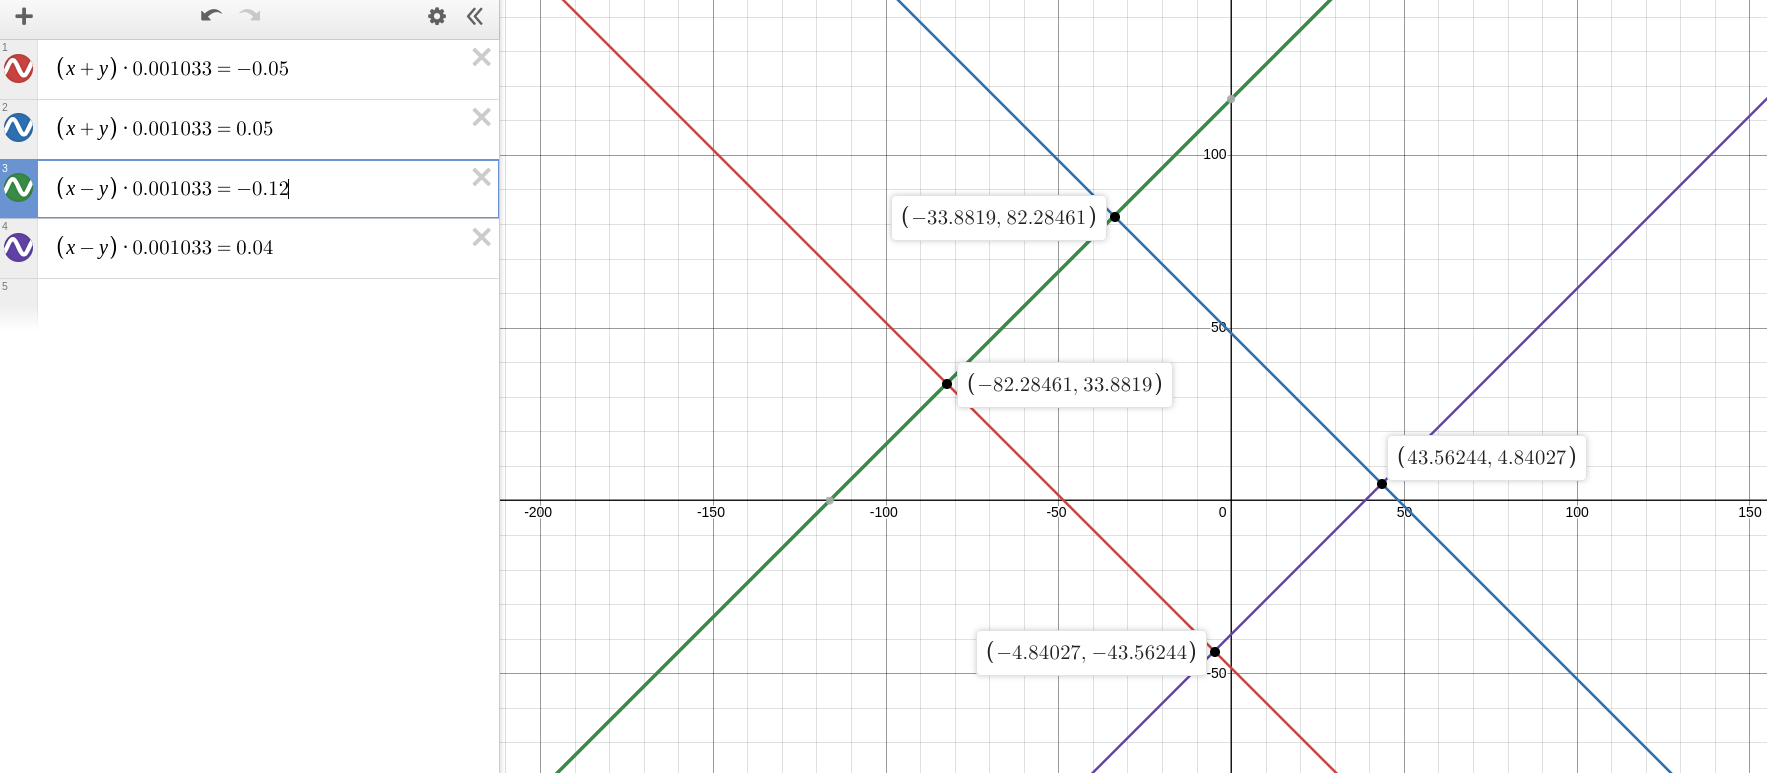 1
(x + y) · 0.001033 = −0.05
2
(x + y) · 0.001033 = 0.05
3
(x − y) · 0.001033 = −0.12
4
(x − y) · 0.001033 = 0.04
5
100
(−33.8819, 82.28461)
50
(−82.28461, 33.8819)
(43.56244, 4.84027)
-200 -150 -100 -50 0 50 100 150
(−4.84027, −43.56244)
-50